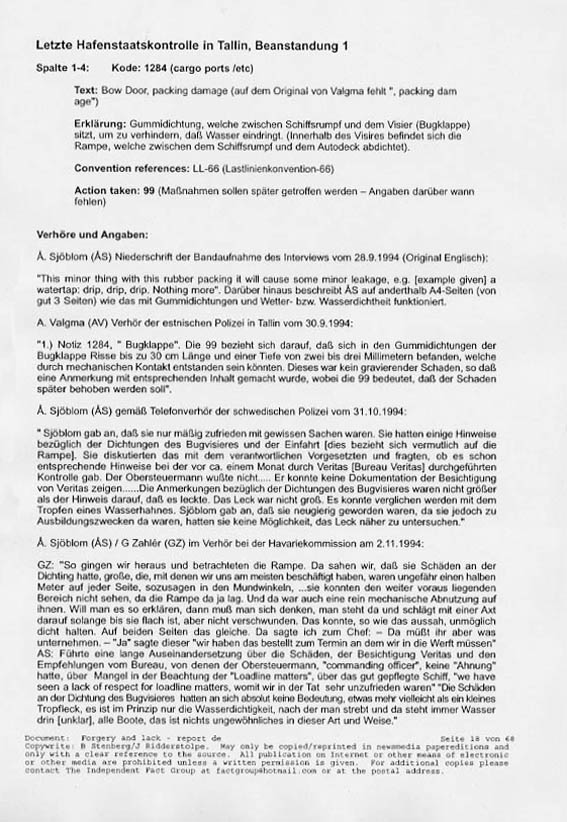 Letzte Hafenstaatskontrolle in Tallin, Beanstandung 1
Spalte 1-4: Kode: 1284 (cargo ports /etc)
Text: Bow Door, packing damage (auf dem Original von Valgma fehlt ", packing dam
age")
Erklärung: Gummidichtung, welche zwischen Schiffsrumpf und dem Visier (Bugklappe)
sitzt, um zu verhindern, daß Wasser eindringt. (Innerhalb des Visires befindet sich die
Rampe, welche zwischen dem Schiffsrumpf und dem Autodeck abdichtet).
Convention references: LL-66 (Lastlinienkonvention-66)
Action taken: 99 (Maßnahmen sollen später getroffen werden – Angaben darüber wann
fehlen)
Verhöre und Angaben:
Å. Sjöblom (ÅS) Niederschrift der Bandaufnahme des Interviews vom 28.9.1994 (Original Englisch):
"This minor thing with this rubber packing it will cause some minor leakage, e.g. [example given] a
watertap: drip, drip, drip. Nothing more". Darüber hinaus beschreibt ÅS auf anderthalb A4-Seiten (von
gut 3 Seiten) wie das mit Gummidichtungen und Wetter- bzw. Wasserdichtheit funktioniert.
A. Valgma (AV) Verhör der estnischen Polizei in Tallin vom 30.9.1994:
"1.) Notiz 1284, " Bugklappe". Die 99 bezieht sich darauf, daß sich in den Gummidichtungen der
Bugklappe Risse bis zu 30 cm Länge und einer Tiefe von zwei bis drei Millimetern befanden, welche
durch mechanischen Kontakt entstanden sein könnten. Dieses war kein gravierender Schaden, so daß
eine Anmerkung mit entsprechenden Inhalt gemacht wurde, wobei die 99 bedeutet, daß der Schaden
später behoben werden soll".
Å. Sjöblom (ÅS) gemäß Telefonverhör der schwedischen Polizei vom 31.10.1994:
" Sjöblom gab an, daß sie nur mäßig zufrieden mit gewissen Sachen waren. Sie hatten einige Hinweise
bezüglich der Dichtungen des Bugvisieres und der Einfahrt [dies bezieht sich vermutlich auf die
Rampe]. Sie diskutierten das mit dem verantwortlichen Vorgesetzten und fragten, ob es schon
entsprechende Hinweise bei der vor ca. einem Monat durch Veritas [Bureau Veritas] durchgeführten
Kontrolle gab. Der Obersteuermann wußte nicht..... Er konnte keine Dokumentation der Besichtigung
von Veritas zeigen......Die Anmerkungen bezüglich der Dichtungen des Bugvisieres waren nicht größer
als der Hinweis darauf, daß es leckte. Das Leck war nicht groß. Es konnte verglichen werden mit dem
Tropfen eines Wasserhahnes. Sjöblom gab an, daß sie neugierig geworden waren, da sie jedoch zu
Ausbildungszwecken da waren, hatten sie keine Möglichkeit, das Leck näher zu untersuchen."
Å. Sjöblom (ÅS) / G Zahlér (GZ) im Verhör bei der Havariekommission am 2.11.1994:
GZ: "So gingen wir heraus und betrachteten die Rampe. Da sahen wir, daß sie Schäden an der
Dichting hatte, große, die, mit denen wir uns am meisten beschäftigt haben, waren ungefähr einen halben
Meter auf jeder Seite, sozusagen in den Mundwinkeln, ...sie konnten den weiter voraus liegenden
Bereich nicht sehen, da die Rampe da ja lag. Und da war auch eine rein mechanische Abnutzung auf
ihnen. Will man es so erklären, dann muß man sich denken, man steht da und schlägt mit einer Axt
darauf solange bis sie flach ist, aber nicht verschwunden. Das konnte, so wie das aussah, unmöglich
dicht halten. Auf beiden Seiten das gleiche. Da sagte ich zum Chef: – Da müßt ihr aber was
unternehmen. – "Ja" sagte dieser "wir haben das bestellt zum Termin an dem wir in die Werft müssen"
AS: Führte eine lange Auseinandersetzung über die Schäden, der Besichtigung Veritas und den
Empfehlungen vom Bureau, von denen der Obersteuermann, "commanding officer", keine "Ahnung"
hatte, über Mangel in der Beachtung der "Loadline matters", über das gut gepflegte Schiff, "we have
seen a lack of respect for loadline matters, womit wir in der Tat sehr unzufrieden waren" "Die Schäden
an der Dichtung des Bugvisieres hatten an sich absolut keine Bedeutung, etwas mehr vielleicht als ein kleines
Tropfleck, es ist im Prinzip nur die Wasserdichtigkeit, nach der man strebt und da steht immer Wasser
drin [unklar], alle Boote, das ist nichts ungewöhnliches in dieser Art und Weise."
Document: Forgery and lack - report de Seite 18 von 68
Copywrite: B Stenberg/J Ridderstolpe. May only be copied/reprinted in newsmedia papereditions and
only with a clear reference to the source. All publication on Internet or other means of electronic
or other media are prohibited unless a written permission is given. For additional copies please
contact The Independent Fact Group at factgroup@hotmail.com or at the postal address.